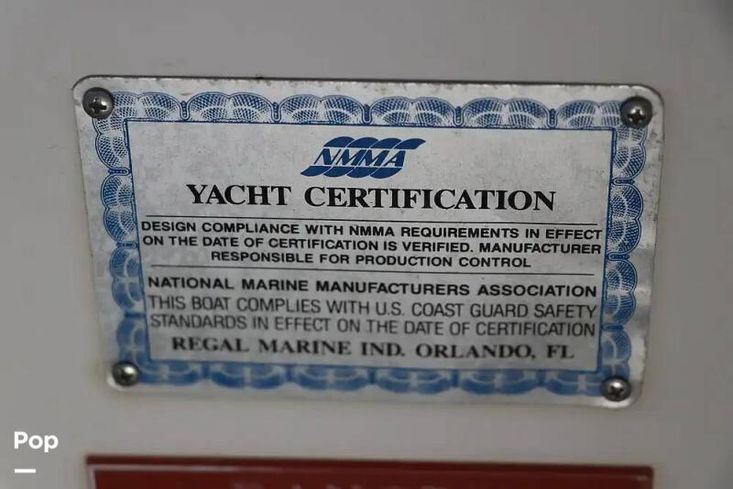 NMMA
YACHT CERTIFICATION
DESIGN COMPLIANCE WITH NMMA REQUIREMENTS IN EFFECT
ON THE DATE OF CERTIFICATION IS VERIFIED. MANUFACTURER
RESPONSIBLE FOR PRODUCTION CONTROL
NATIONAL MARINE MANUFACTURERS ASSOCIATION
THIS BOAT COMPLIES WITH U.S. COAST GUARD SAFETY
STANDARDS IN EFFECT ON THE DATE OF CERTIFICATION
REGAL MARINE IND. ORLANDO, FL
Pop